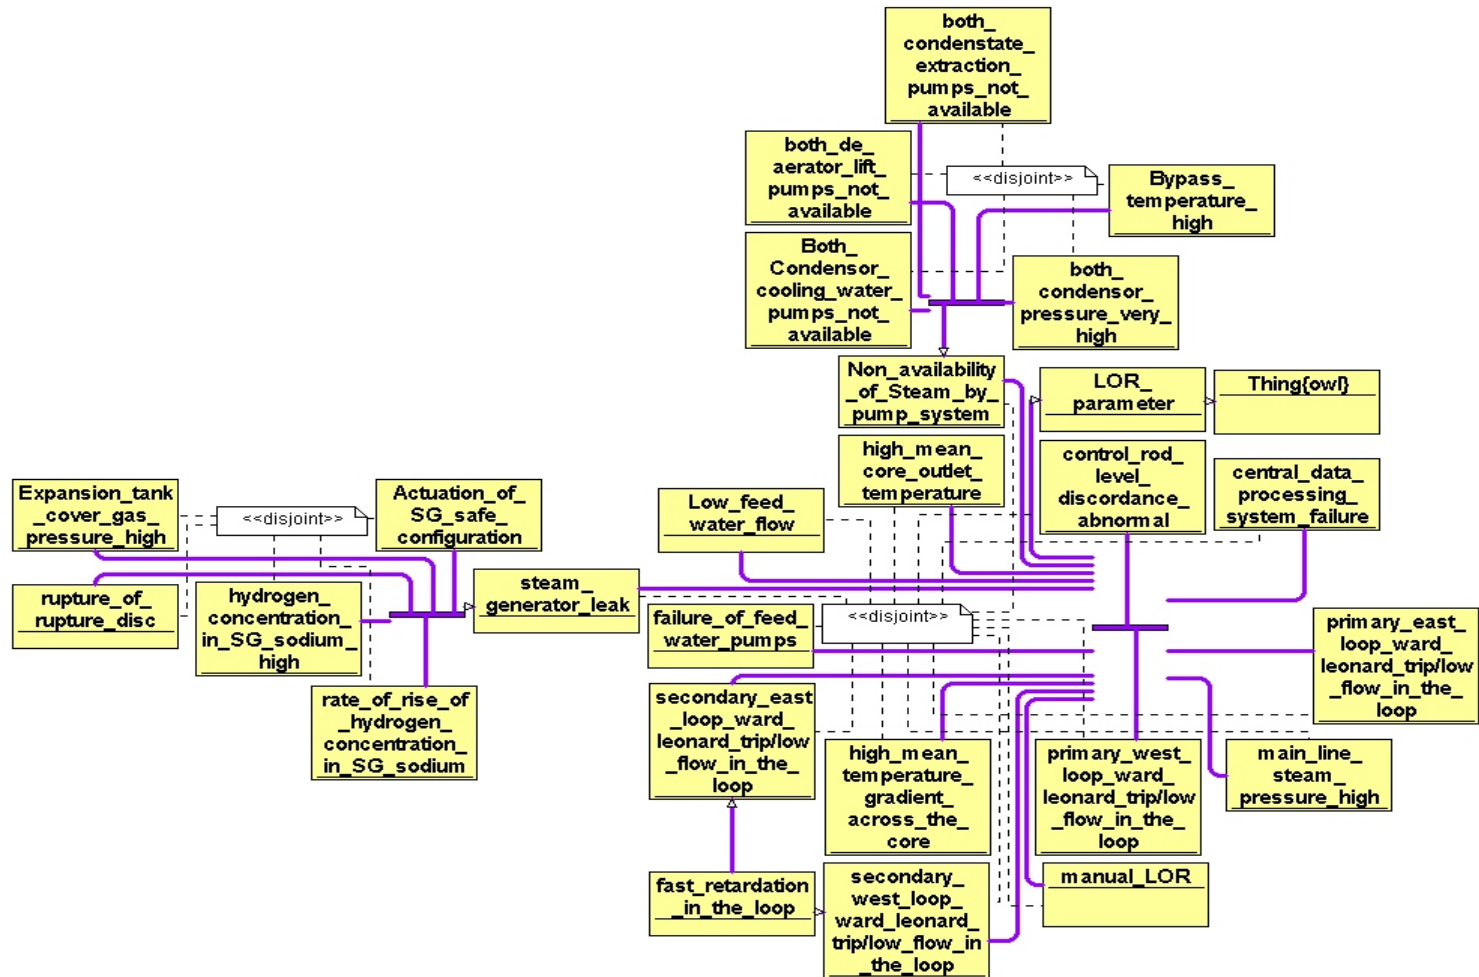 both_
condenstate_
extraction_
pumps_not_
available
both_de_
aerator_lift_
pumps_not_
available
<<disjoint>>
Bypass_
temperature_
high
Both_
Condensor_
cooling_water_
pumps_not_
available
both_
condensor_
pressure_very_
high
Non_availability
_of_Steam_by_
pump_system
LOR_
parameter
Thing{owl}
high_mean_
core_outlet_
temperature
control_rod_
level_
discordance_
abnormal
central_data_
processing_
system_failure
Expansion_tank
_cover_gas_
pressure_high
<<disjoint>>
Actuation_of_
SG_safe_
configuration
Low_feed_
water_flow
rupture_of_
rupture_disc
hydrogen_
concentration_
in_SG_sodium_
high
steam_
generator_leak
failure_of_feed_
water_pumps
<<disjoint>>
primary_east_
loop_ward_
leonard_trip/low
_flow_in_the_
loop
rate_of_rise_of
_hydrogen_
concentration_
in_SG_sodium
secondary_east
_loop_ward_
leonard_trip/low
_flow_in_the_
loop
high_mean_
temperature_
gradient_
across_the_
core
primary_west_
loop_ward_
leonard_trip/low
_flow_in_the_
loop
main_line_
steam_
pressure_high
fast_retardation
_in_the_loop
secondary_
west_loop_
ward_leonard_
trip/low_flow_in
_the_loop
manual_LOR